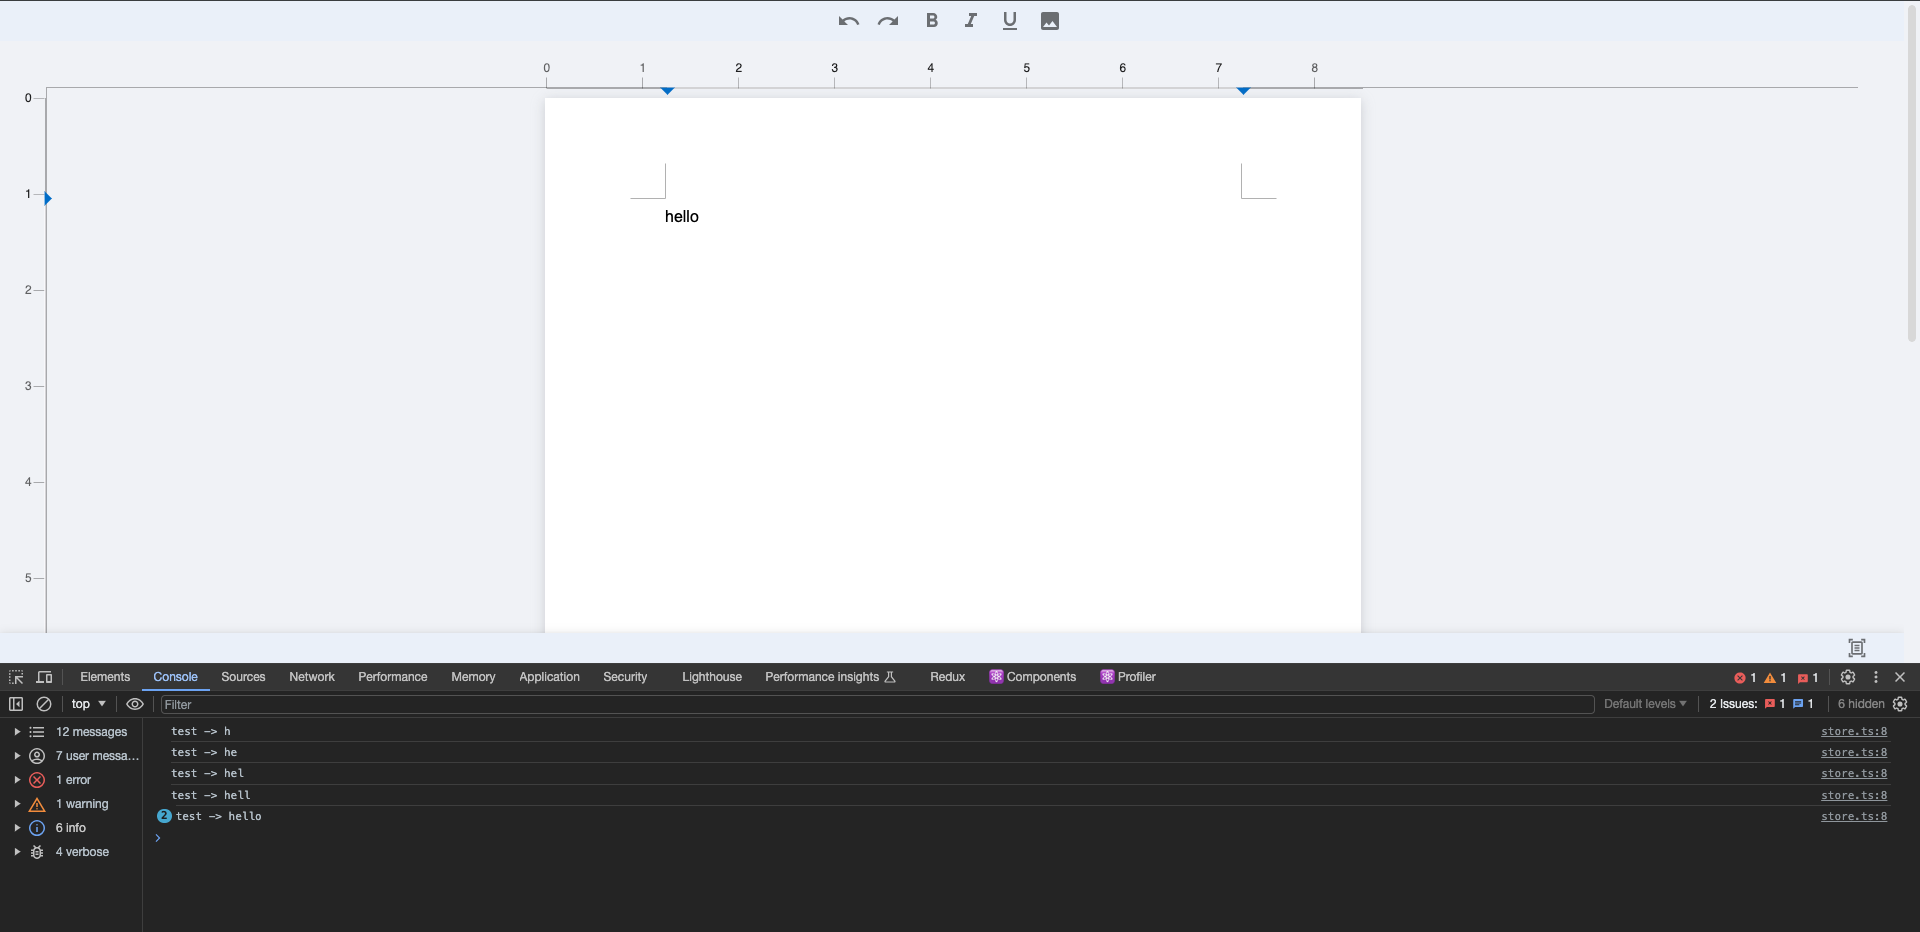 B I U
0 1 2 3 4 5 6 7 8
0
1
hello
2
3
4
5
Elements Console Sources Network Performance Memory Application Security Lighthouse Performance insights Redux Components Profiler 1 1 1
top Filter Default levels 2 Issues: 1 1 6 hidden
12 messages
7 user messa...
1 error
1 warning
6 info
4 verbose
test -> h store.ts:8
test -> he store.ts:8
test -> hel store.ts:8
test -> hell store.ts:8
2 test -> hello store.ts:8